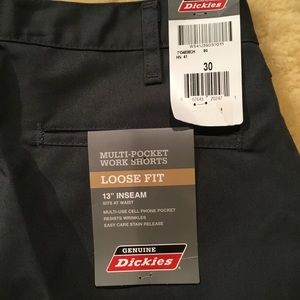 Dickies
30
MULTI-POCKET
WORK SHORTS
LOOSE FIT
13" INSEAM
SITS AT WAIST
MULTI-USE CELL PHONE POCKET
RESISTS WRINKLES
EASY CARE STAIN RELEASE
GENUINE
Dickies